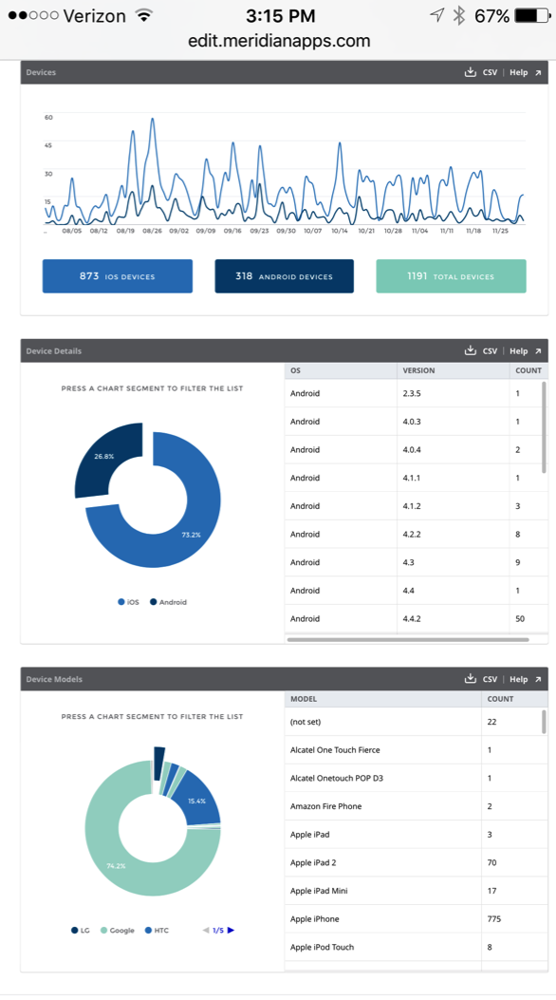 Verizon 3:15 PM 67%
edit.meridianapps.com
Devices CSV | Help
60
45
30
15
.. 08/05 08/12 08/19 08/26 09/02 09/09 09/16 09/23 09/30 10/07 10/14 10/21 10/28 11/04 11/11 11/18 11/25
873 IOS DEVICES 318 ANDROID DEVICES 1191 TOTAL DEVICES
Device Details CSV | Help
PRESS A CHART SEGMENT TO FILTER THE LIST
26.8%
73.2%
iOS Android
OS VERSION COUNT
Android 2.3.5 1
Android 4.0.3 1
Android 4.0.4 2
Android 4.1.1 1
Android 4.1.2 3
Android 4.2.2 8
Android 4.3 9
Android 4.4 1
Android 4.4.2 50
Device Models CSV | Help
PRESS A CHART SEGMENT TO FILTER THE LIST
15.4%
74.2%
LG Google HTC 1/5
MODEL COUNT
(not set) 22
Alcatel One Touch Fierce 1
Alcatel Onetouch POP D3 1
Amazon Fire Phone 2
Apple iPad 3
Apple iPad 2 70
Apple iPad Mini 17
Apple iPhone 775
Apple iPod Touch 8